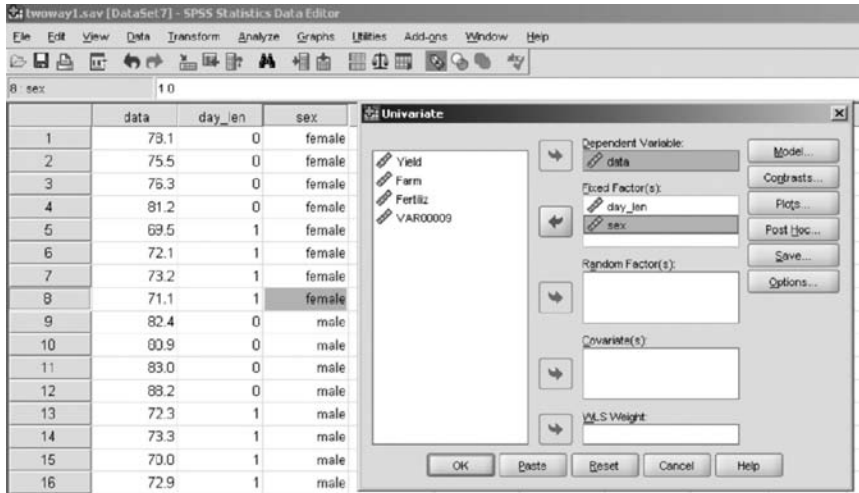 twoway1.sav [DataSet7] - SPSS Statistics Data Editor
File Edit View Data Transform Analyze Graphs Utilities Add-ons Window Help
8 : sex 1.0
data day_len sex
1 78.1 0 female
2 75.5 0 female
3 76.3 0 female
4 81.2 0 female
5 69.5 1 female
6 72.1 1 female
7 73.2 1 female
8 71.1 1 female
9 82.4 0 male
10 80.9 0 male
11 83.0 0 male
12 88.2 0 male
13 72.3 1 male
14 73.3 1 male
15 70.0 1 male
16 72.9 1 male
Univariate
Yield
Farm
Fertiliz
VAR00009
Dependent Variable:
data
Fixed Factor(s):
day_len
sex
Random Factor(s):
Covariate(s):
WLS Weight:
Model...
Contrasts...
Plots...
Post Hoc...
Save...
Options...
OK Paste Reset Cancel Help